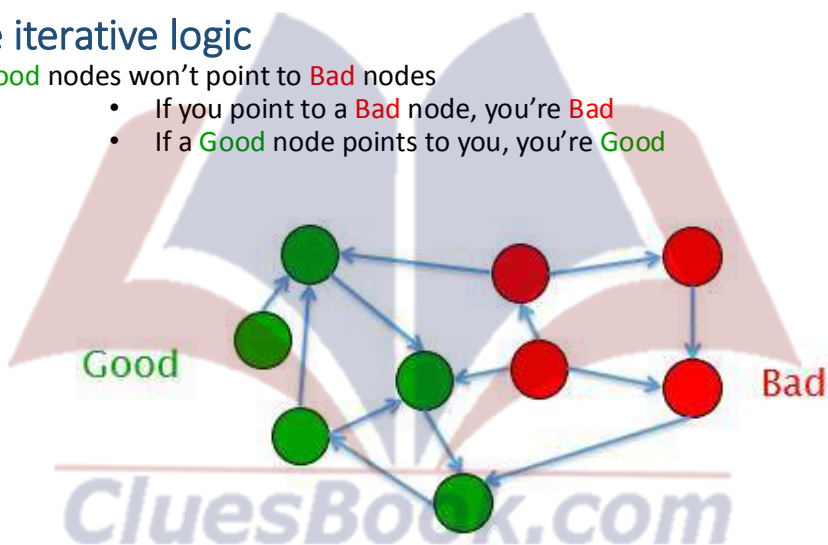 e iterative logic
ood nodes won’t point to Bad nodes
• If you point to a Bad node, you’re Bad
• If a Good node points to you, you’re Good
Good
Bad
CluesBook.com